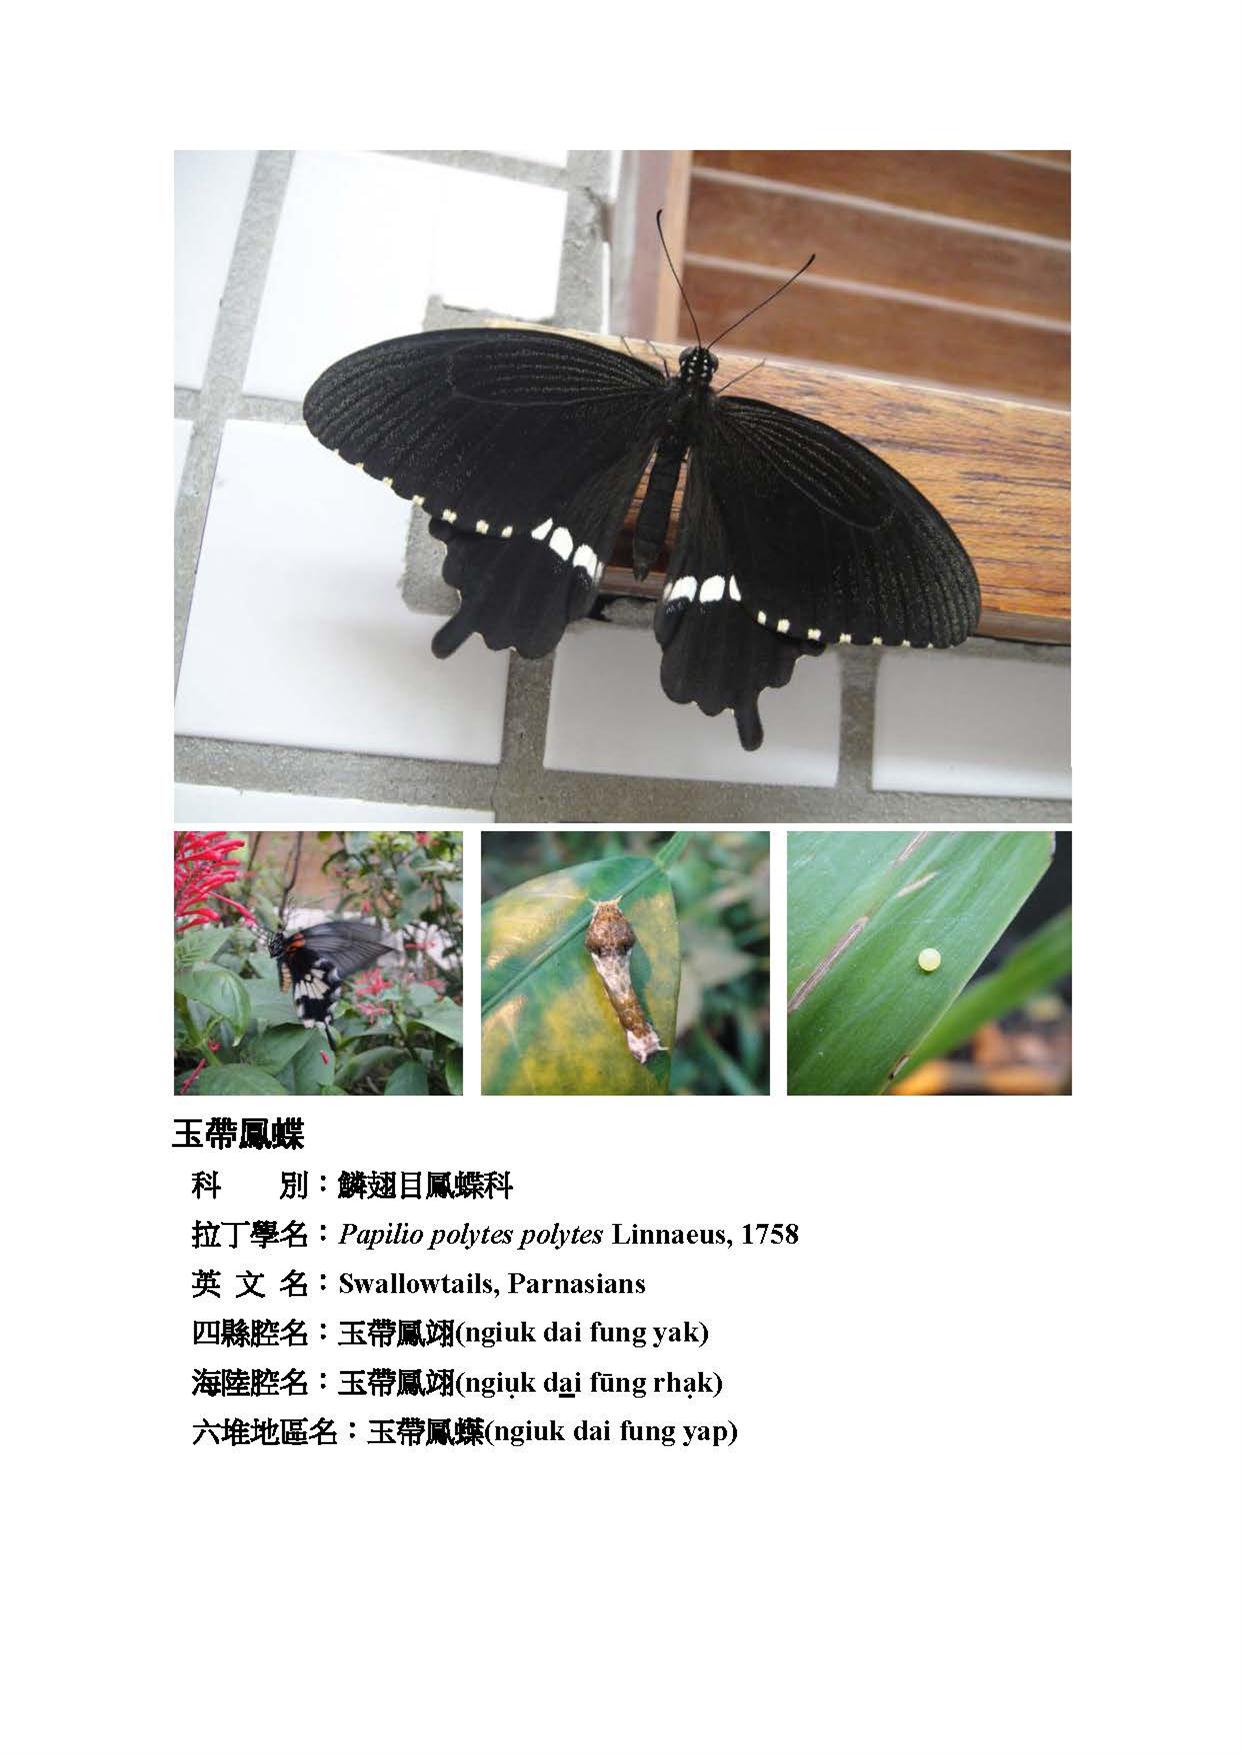 玉帶鳳蝶
科　　別：鱗翅目鳳蝶科
拉丁學名：Papilio polytes polytes Linnaeus, 1758
英 文 名：Swallowtails, Parnasians
四縣腔名：玉帶鳳翊(ngiuk dai fung yak)
海陸腔名：玉帶鳳翊(ngiụk da̲i fūng rhạk)
六堆地區名：玉帶鳳蠂(ngiuk dai fung yap)